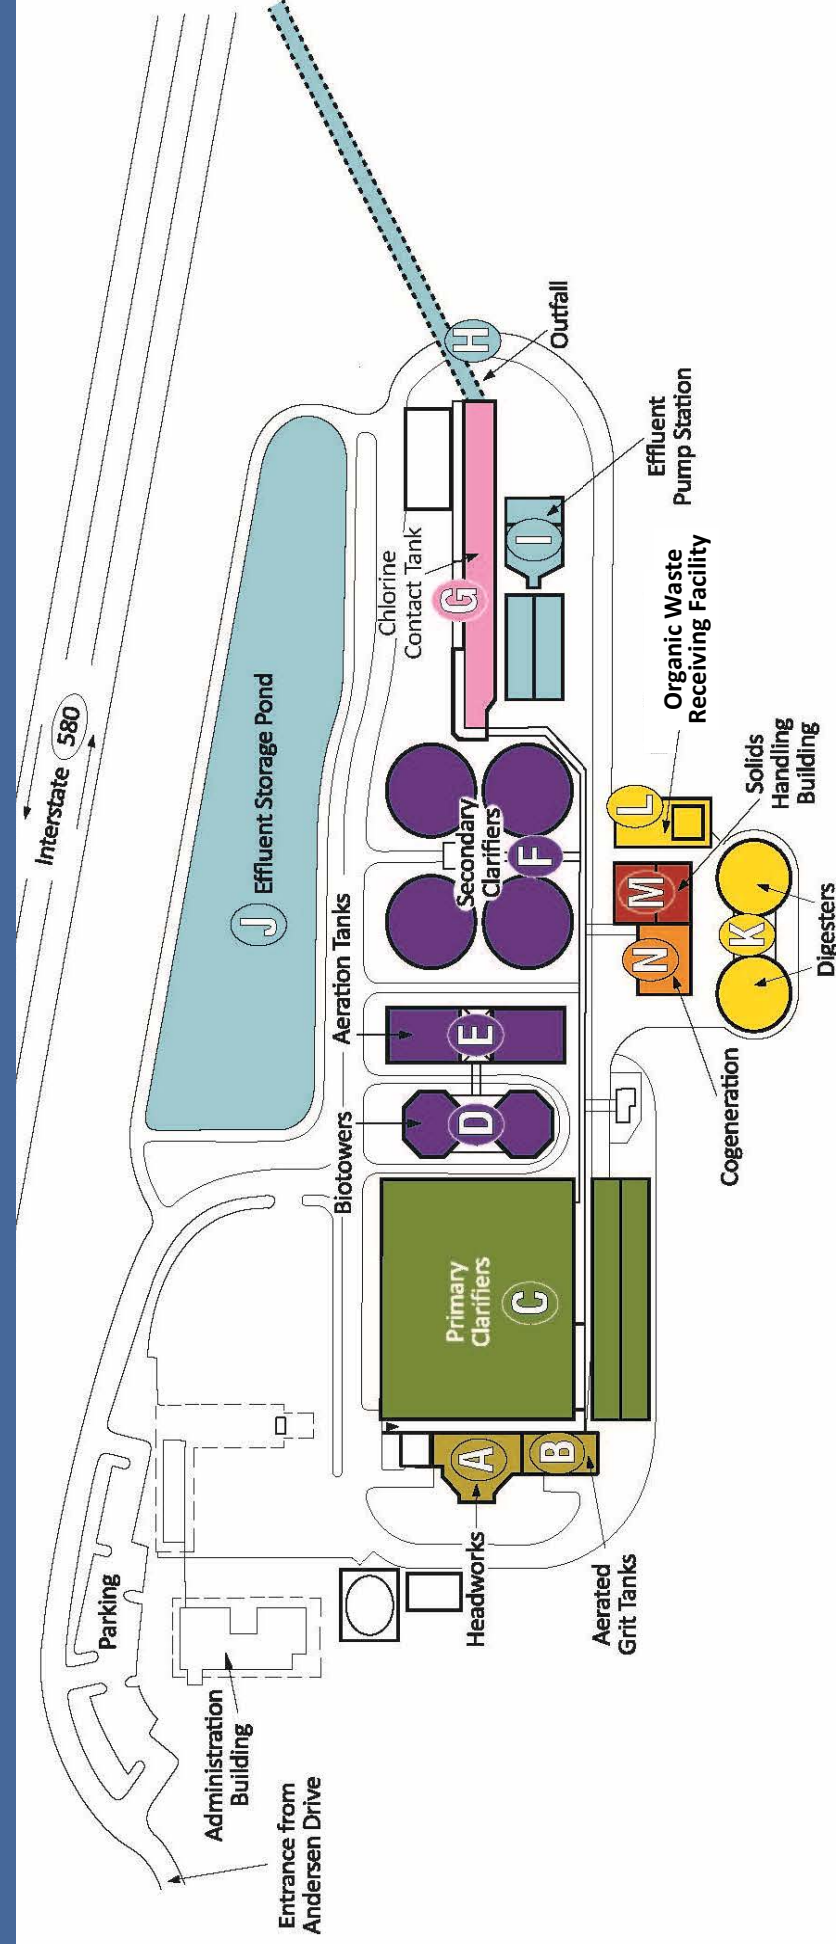 Interstate 580
J Effluent Storage Pond
Parking
Administration
Building
Entrance from
Andersen Drive
Headworks
A
B
Aerated
Grit Tanks
Primary
Clarifiers
C
Biotowers
D
Aeration Tanks
E
Secondary
Clarifiers
F
Chlorine
Contact Tank
G
H
Outfall
I
Effluent
Pump Station
L
Organic Waste
Receiving Facility
M
Solids
Handling
Building
N
Cogeneration
K
Digesters